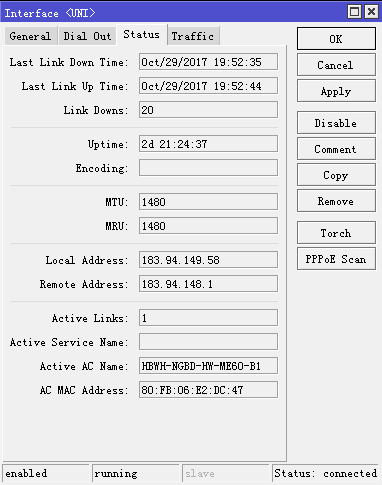 Interface <UNI>
General Dial Out Status Traffic
Last Link Down Time: Oct/29/2017 19:52:35
Last Link Up Time: Oct/29/2017 19:52:44
Link Downs: 20
Uptime: 2d 21:24:37
Encoding:
MTU: 1480
MRU: 1480
Local Address: 183.94.149.58
Remote Address: 183.94.148.1
Active Links: 1
Active Service Name:
Active AC Name: HBWH-NGBD-HW-ME60-B1
AC MAC Address: 80:FB:06:E2:DC:47
OK
Cancel
Apply
Disable
Comment
Copy
Remove
Torch
PPPoE Scan
enabled running slave Status: connected